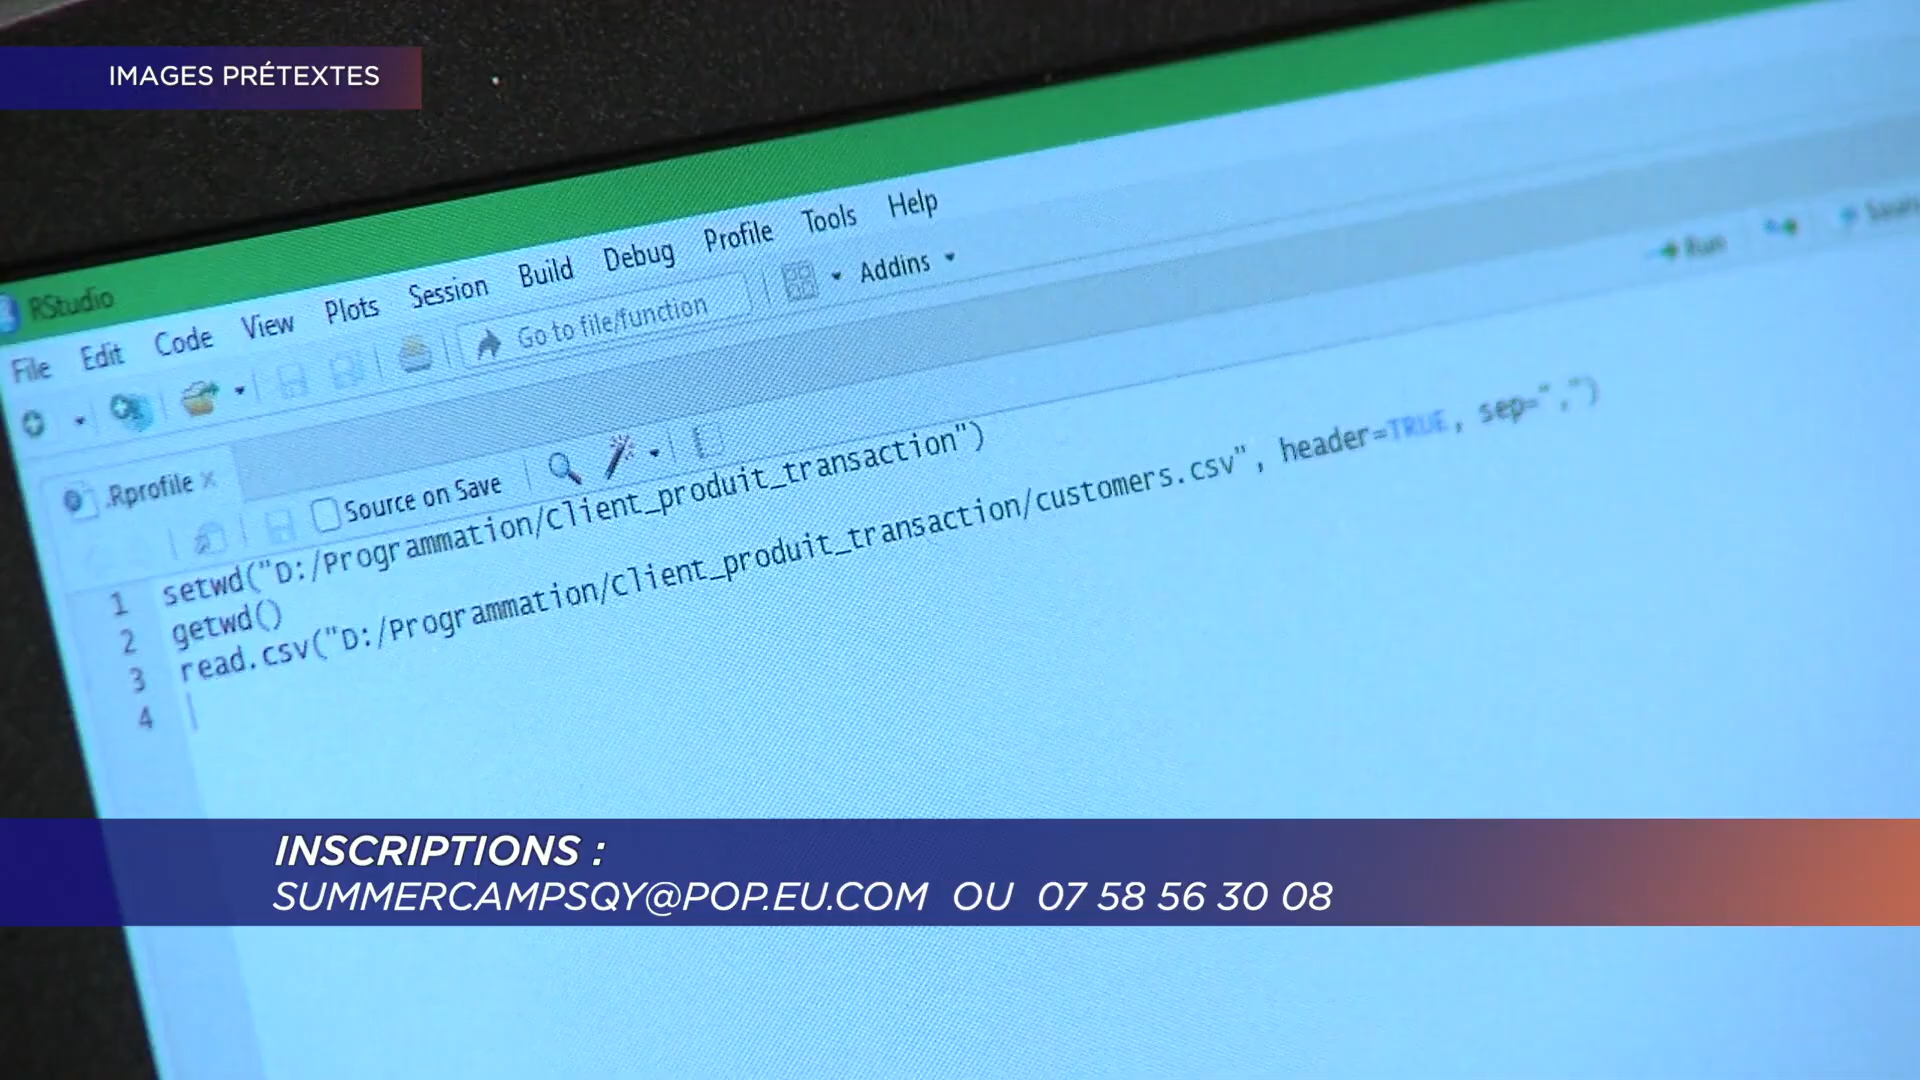 IMAGES PRÉTEXTES
RStudio
File Edit Code View Plots Session Build Debug Profile Tools Help
Go to file/function
Addins
.Rprofile
Source on Save
Run
1 setwd("D:/Programmation/Client_produit_transaction")
2 getwd()
3 read.csv("D:/Programmation/Client_produit_transaction/customers.csv", header=TRUE, sep=",")
4
INSCRIPTIONS :
SUMMERCAMPSQY@POP.EU.COM OU 07 58 56 30 08